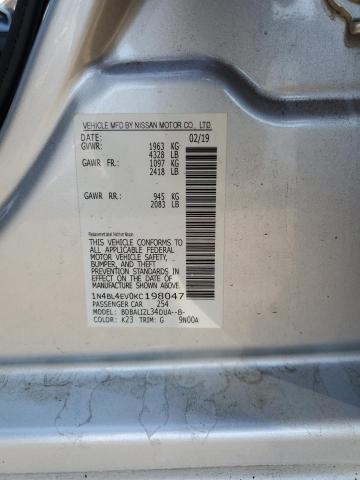 VEHICLE MFD BY NISSAN MOTOR CO., LTD.
DATE: 02/19
GVWR: 1963 KG
4328 LB
GAWR FR: 1097 KG
2418 LB
GAWR RR: 945 KG
2083 LB
THIS VEHICLE CONFORMS TO
ALL APPLICABLE FEDERAL
MOTOR VEHICLE SAFETY,
BUMPER, AND THEFT
PREVENTION STANDARDS IN
EFFECT ON THE DATE OF
MANUFACTURE SHOWN ABOVE.
1N4BL4EV0KC198047
PASSENGER CAR 254
MODEL: BDBALI2L34DUA--B-
COLOR: K23 TRIM: G 9N00A